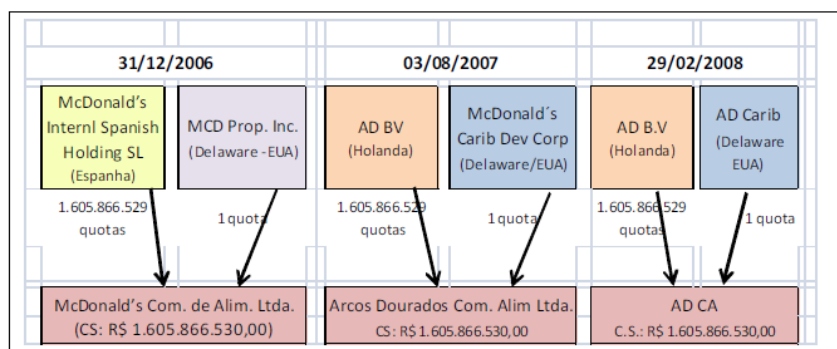 31/12/2006
03/08/2007
29/02/2008
McDonald's
Internl Spanish
Holding SL
(Espanha)
MCD Prop. Inc.
(Delaware -EUA)
AD BV
(Holanda)
McDonald´s
Carib Dev Corp
(Delaware/EUA)
AD B.V
(Holanda)
AD Carib
(Delaware
EUA)
1.605.866.529
quotas
1 quota
1.605.866.529
quotas
1 quota
1.605.866.529
quotas
1 quota
McDonald's Com. de Alim. Ltda.
(CS: R$ 1.605.866.530,00)
Arcos Dourados Com. Alim Ltda.
CS: R$ 1.605.866.530,00
AD CA
C.S.: R$ 1.605.866.530,00